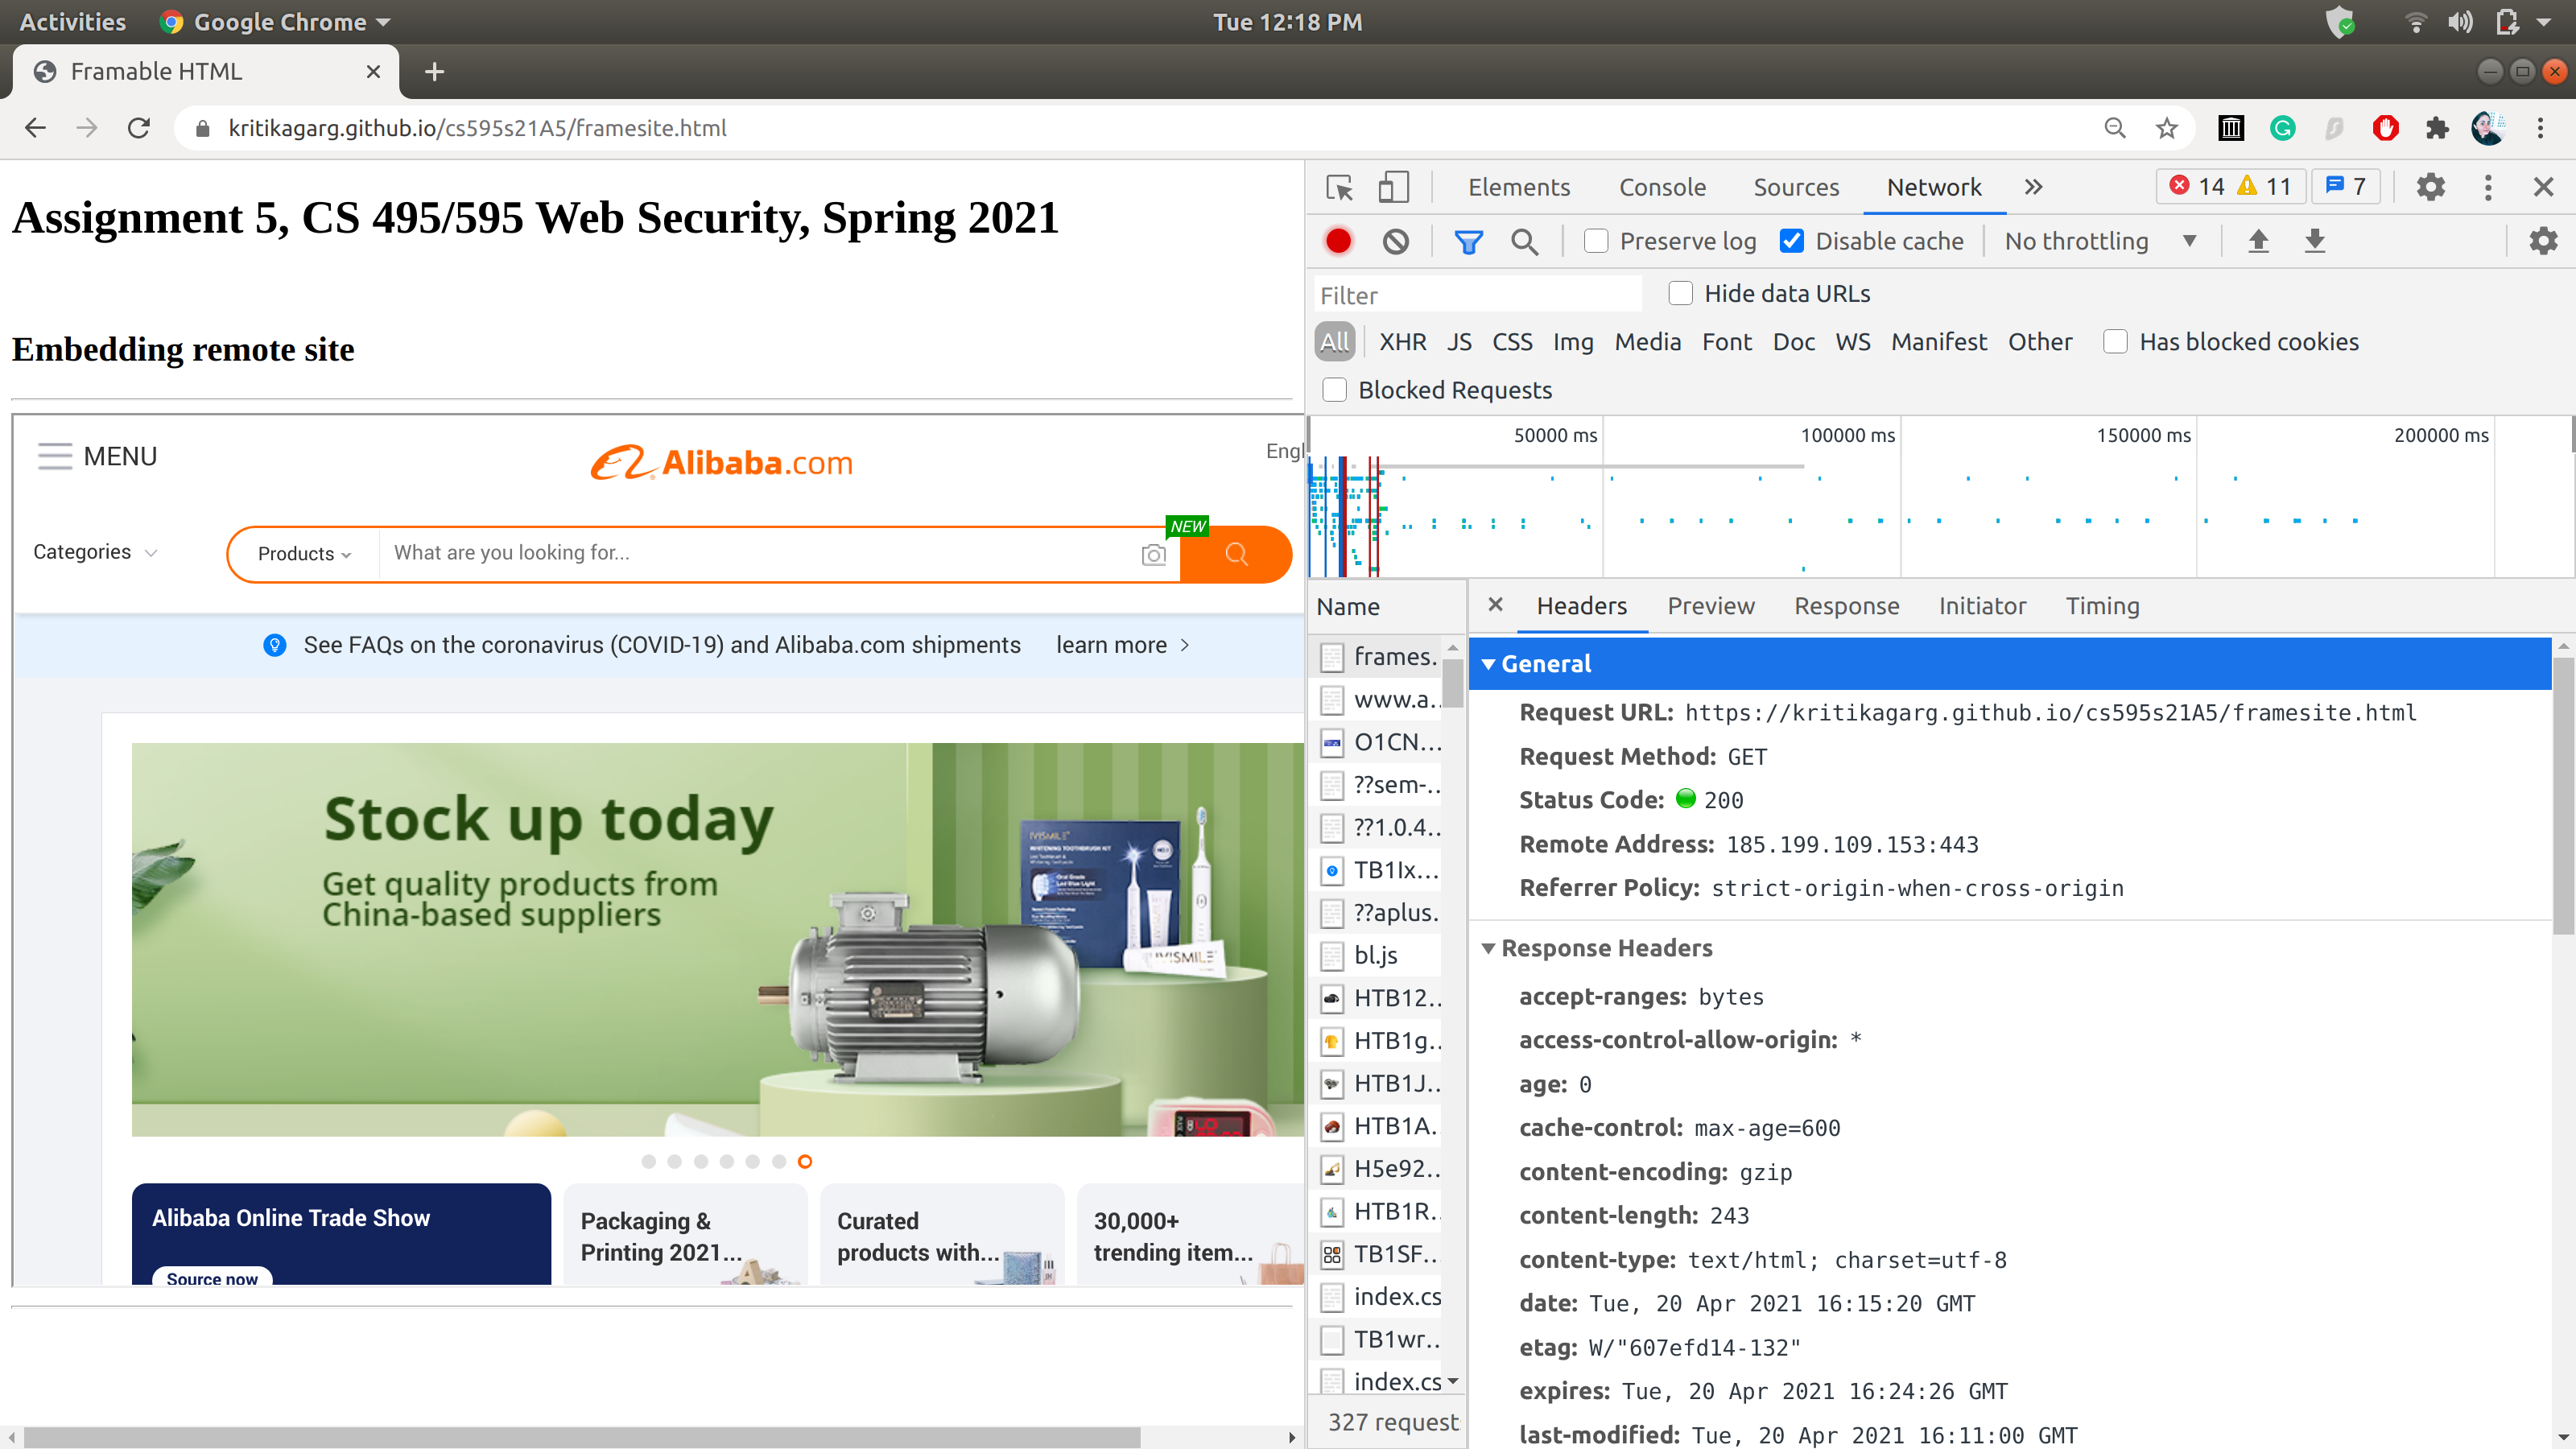 Activities Google Chrome Tue 12:18 PM
Framable HTML
kritikagarg.github.io/cs595s21A5/framesite.html
Assignment 5, CS 495/595 Web Security, Spring 2021
Embedding remote site
MENU Alibaba.com Engl
Categories Products What are you looking for... NEW
See FAQs on the coronavirus (COVID-19) and Alibaba.com shipments learn more
Stock up today
Get quality products from
China-based suppliers
IVISMILE
WHITENING TOOTHBRUSH KIT
IVISMILE
Alibaba Online Trade Show
Source now
Packaging &
Printing 2021...
Curated
products with...
30,000+
trending item...
Elements Console Sources Network 14 11 7
Preserve log Disable cache No throttling
Filter Hide data URLs
All XHR JS CSS Img Media Font Doc WS Manifest Other Has blocked cookies
Blocked Requests
50000 ms 100000 ms 150000 ms 200000 ms
Name
frames.
www.a..
O1CN...
??sem-..
??1.0.4..
TB1Ix...
??aplus.
bl.js
HTB12..
HTB1g..
HTB1J..
HTB1A..
H5e92..
HTB1R..
TB1SF...
index.cs
TB1wr...
index.cs
327 request
Headers Preview Response Initiator Timing
General
Request URL: https://kritikagarg.github.io/cs595s21A5/framesite.html
Request Method: GET
Status Code: 200
Remote Address: 185.199.109.153:443
Referrer Policy: strict-origin-when-cross-origin
Response Headers
accept-ranges: bytes
access-control-allow-origin: *
age: 0
cache-control: max-age=600
content-encoding: gzip
content-length: 243
content-type: text/html; charset=utf-8
date: Tue, 20 Apr 2021 16:15:20 GMT
etag: W/"607efd14-132"
expires: Tue, 20 Apr 2021 16:24:26 GMT
last-modified: Tue, 20 Apr 2021 16:11:00 GMT